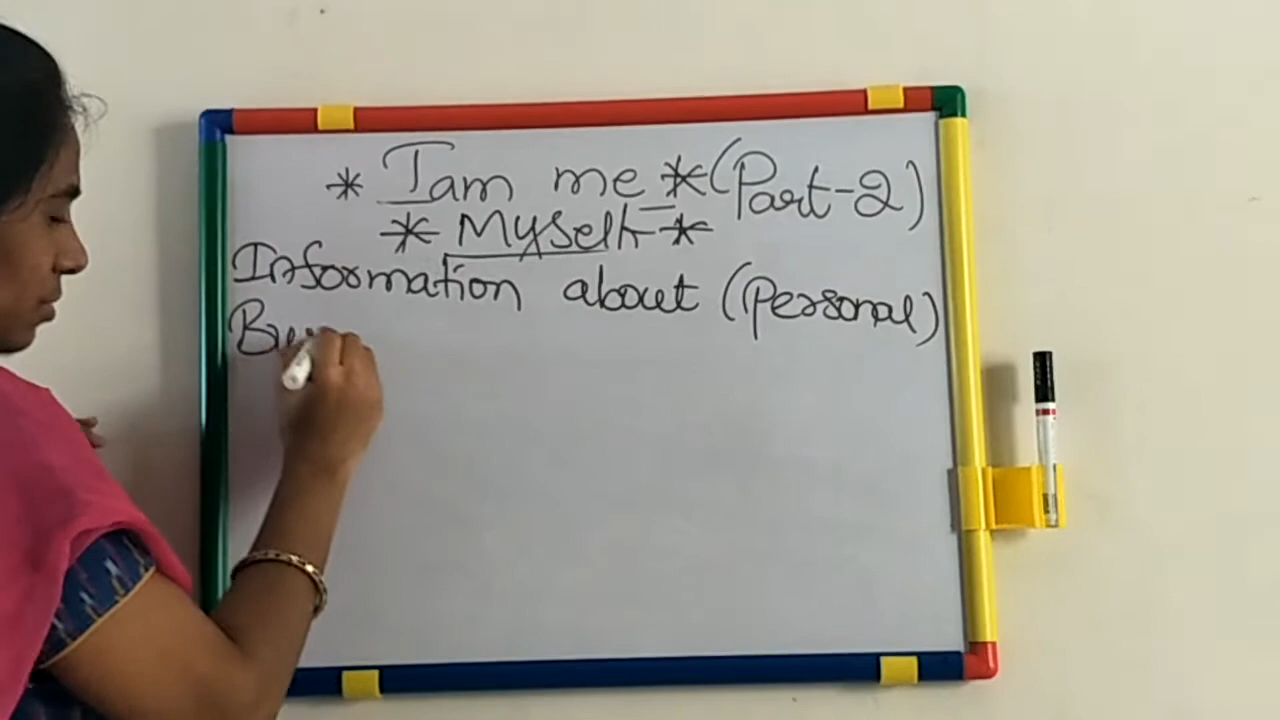 * I am me * (Part-2)
* Myself *
Information about (Personal)